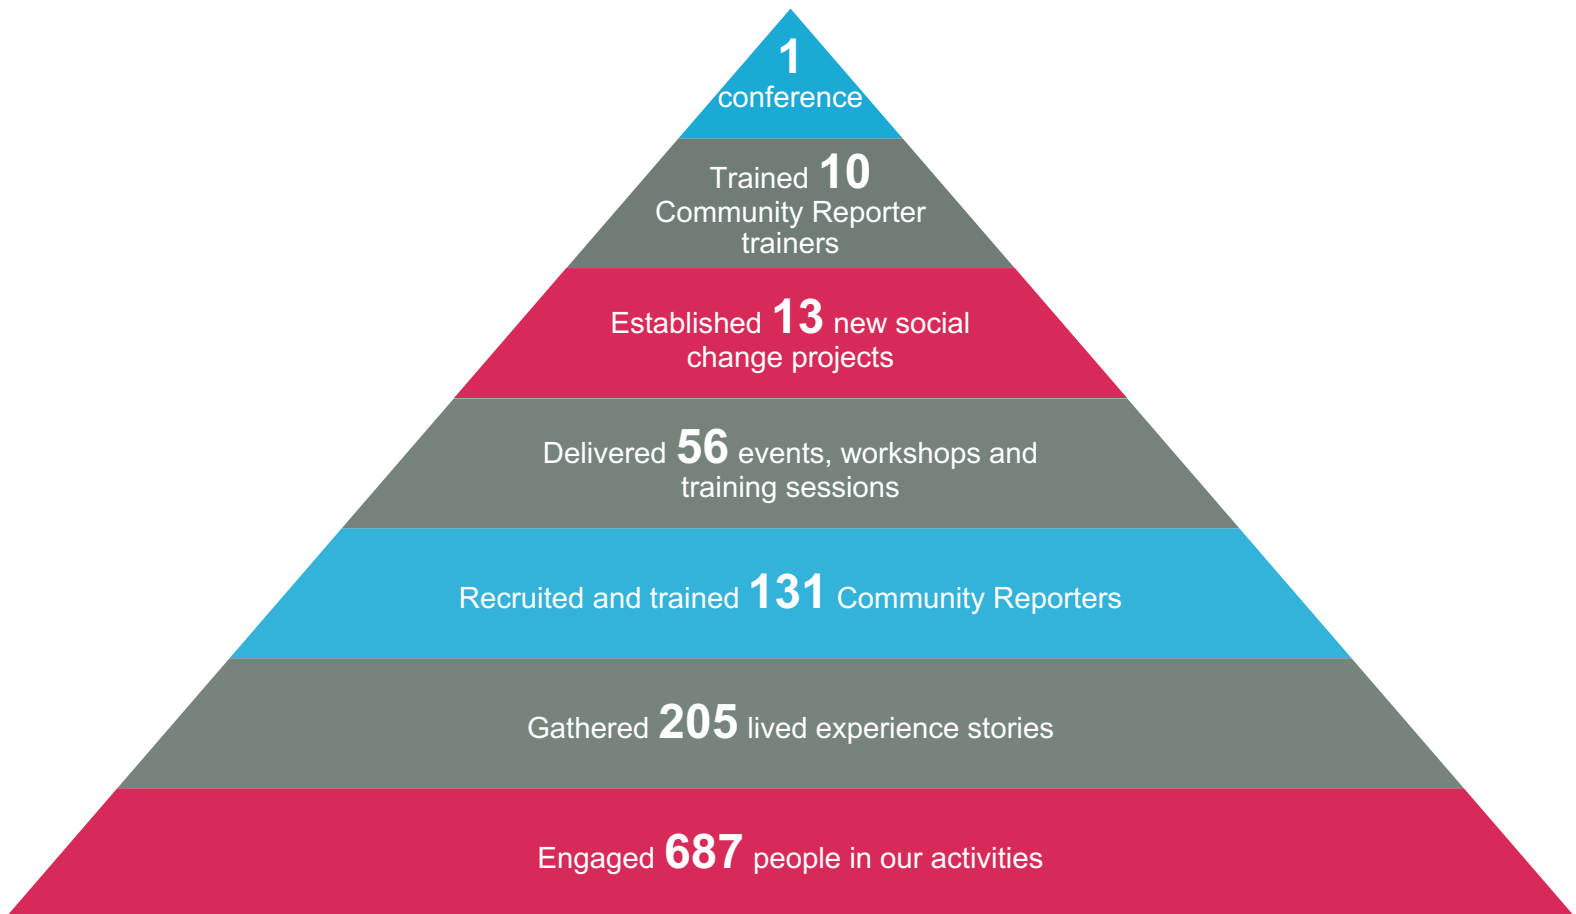 1
conference
Trained 10
Community Reporter
trainers
Established 13 new social
change projects
Delivered 56 events, workshops and
training sessions
Recruited and trained 131 Community Reporters
Gathered 205 lived experience stories
Engaged 687 people in our activities